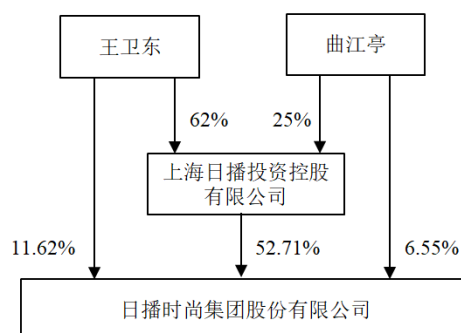 王卫东
曲江亭
62%
25%
上海日播投资控股
有限公司
11.62%
52.71%
6.55%
日播时尚集团股份有限公司